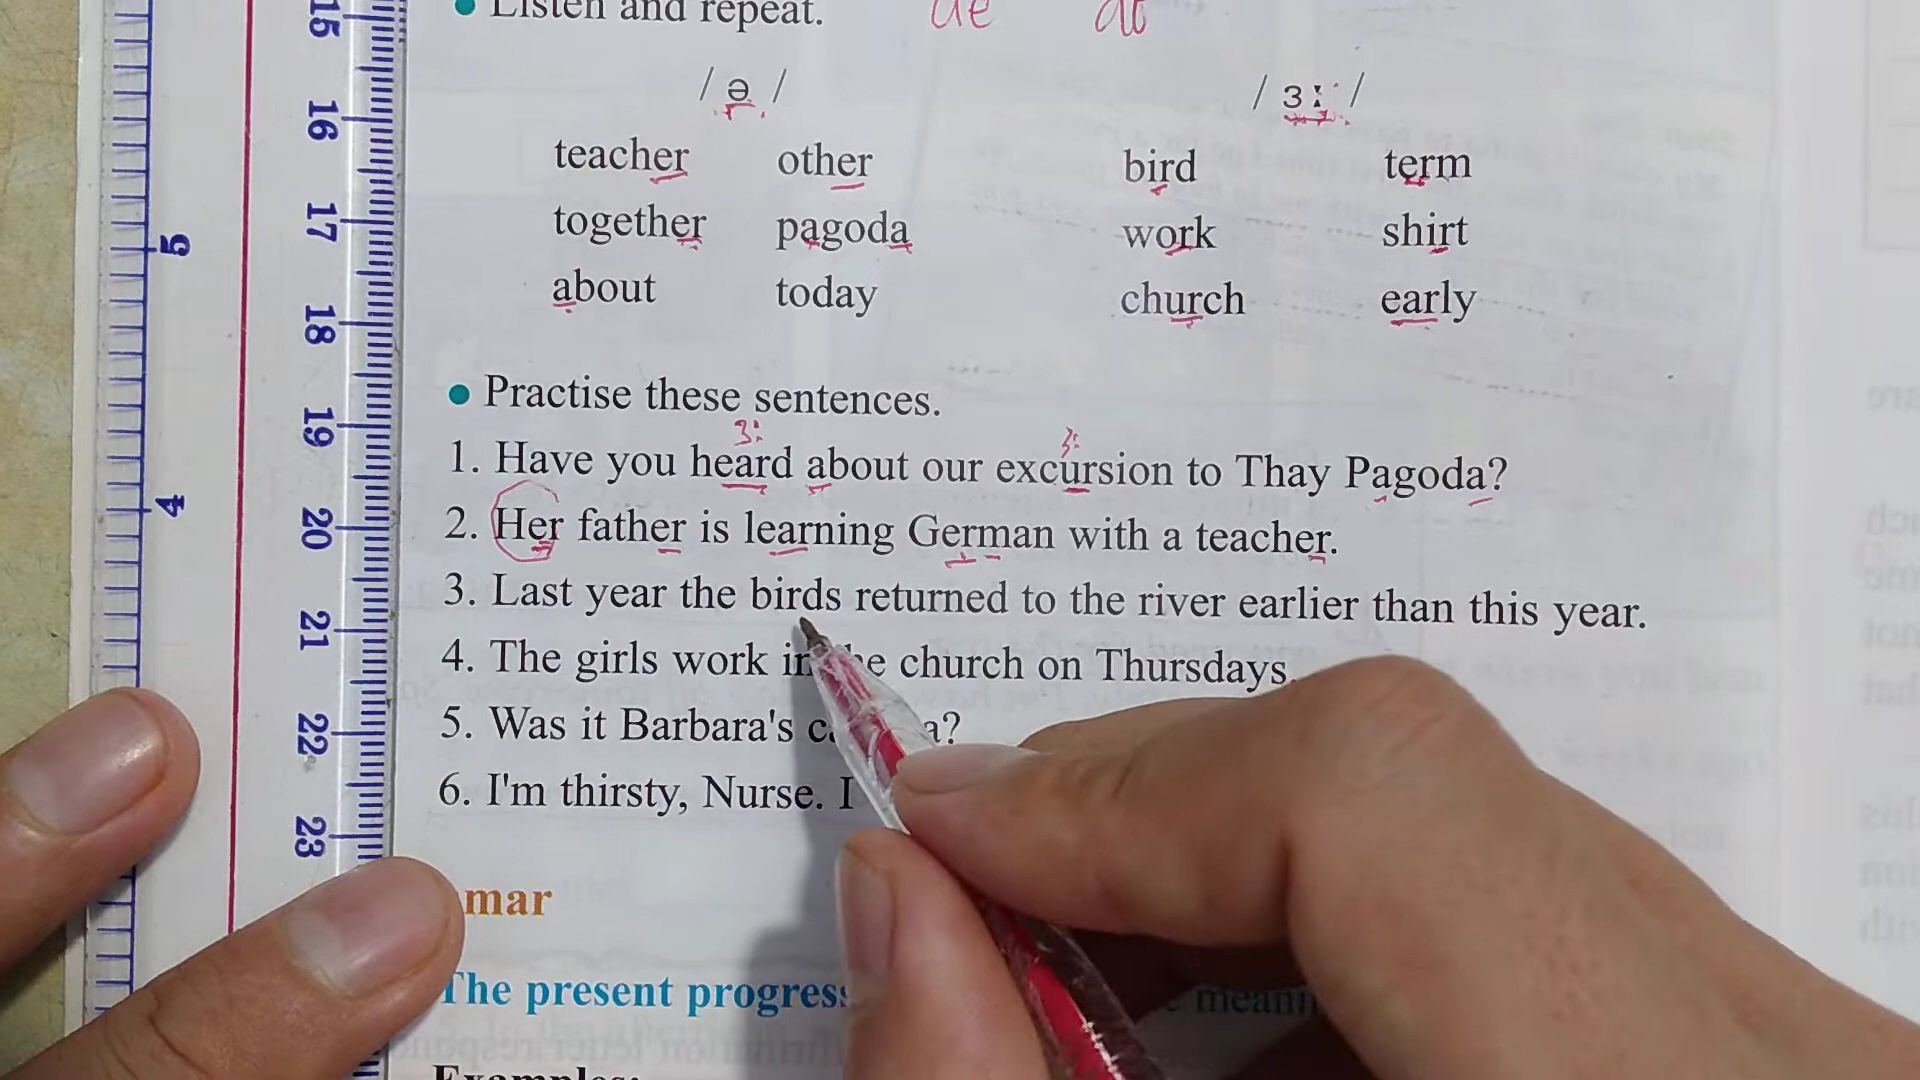 • Listen and repeat.
/ ə / / ɜː /
teacher other bird term
together pagoda work shirt
about today church early
• Practise these sentences.
3: 3:
1. Have you heard about our excursion to Thay Pagoda?
2. Her father is learning German with a teacher.
3. Last year the birds returned to the river earlier than this year.
4. The girls work in the church on Thursdays.
5. Was it Barbara's
6. I'm thirsty, Nurse. I
mar
The present progress
Examples:
15
16
17
18
19
20
21
22
23
5
4